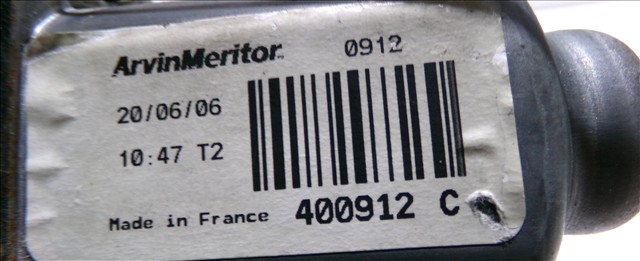 ArvinMeritor 0912
20/06/06
10:47 T2
Made in France 400912 C